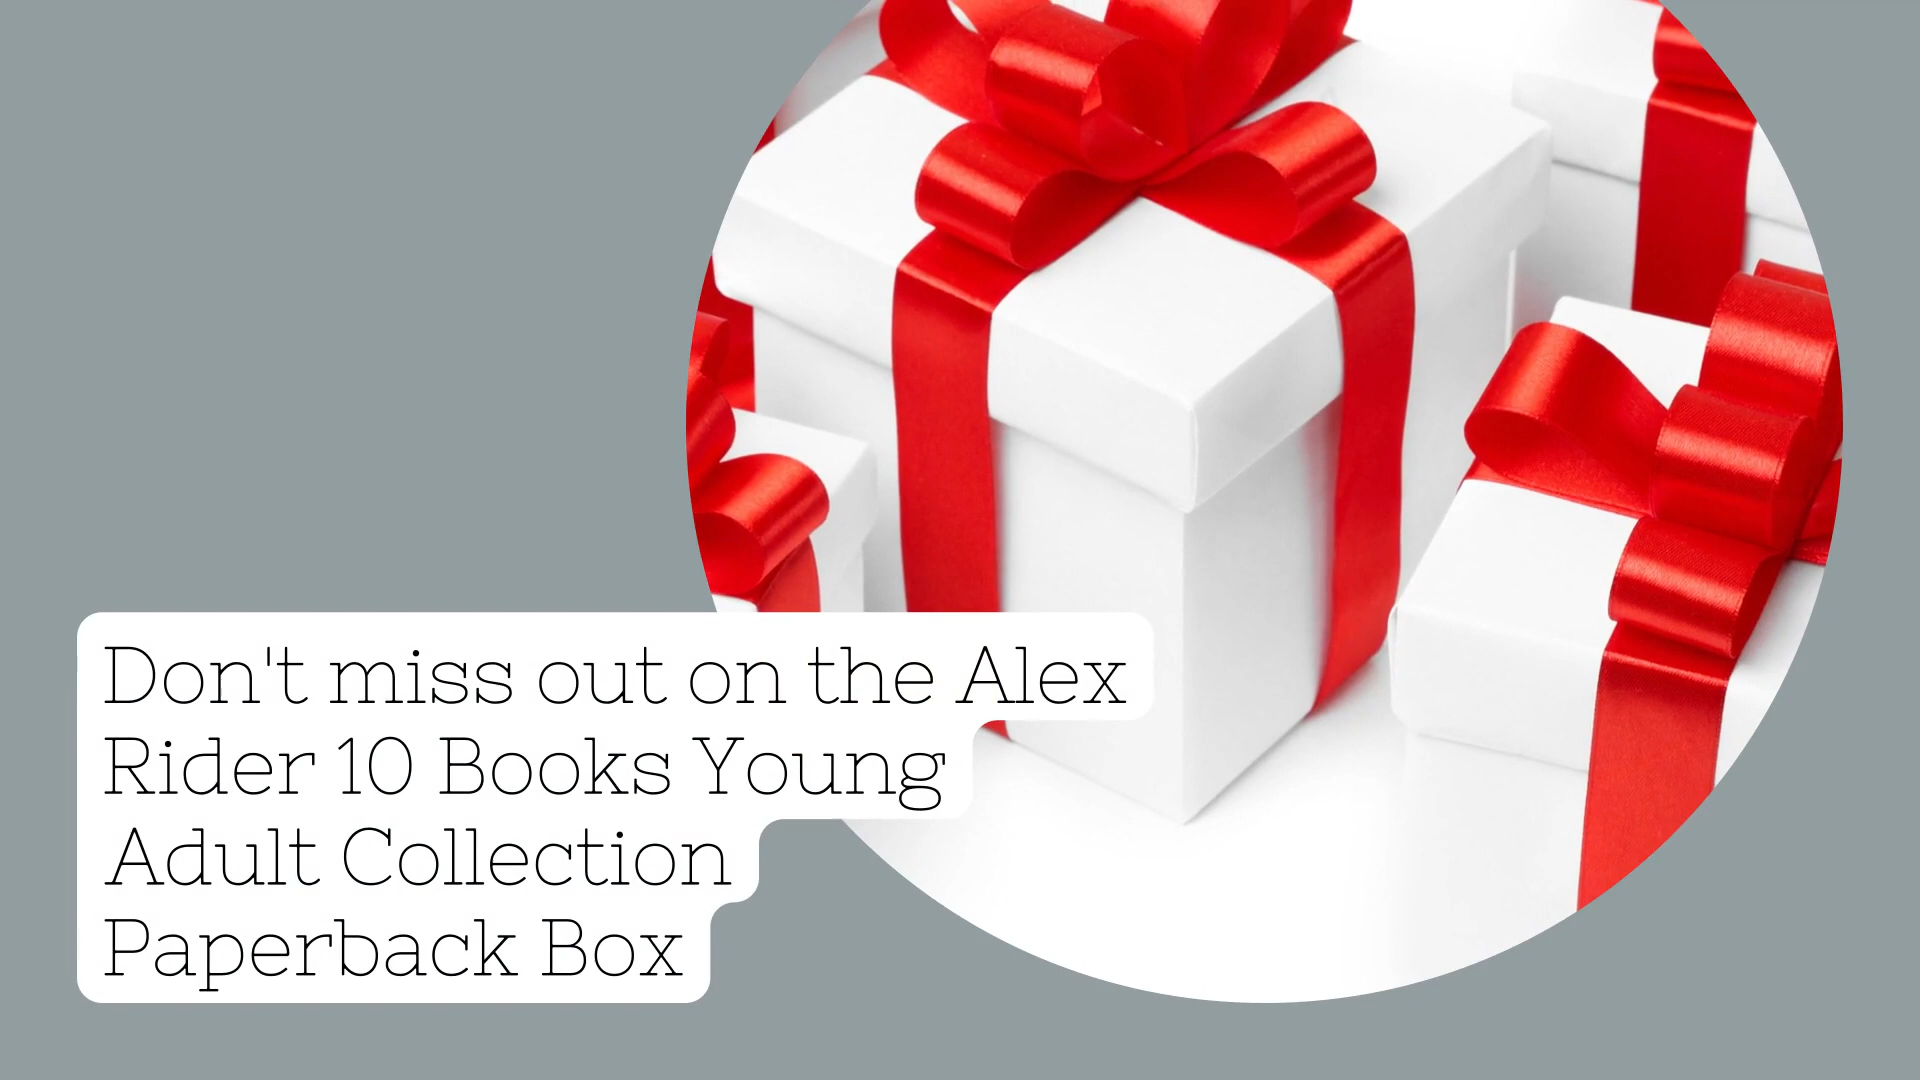 Don't miss out on the Alex
Rider 10 Books Young
Adult Collection
Paperback Box